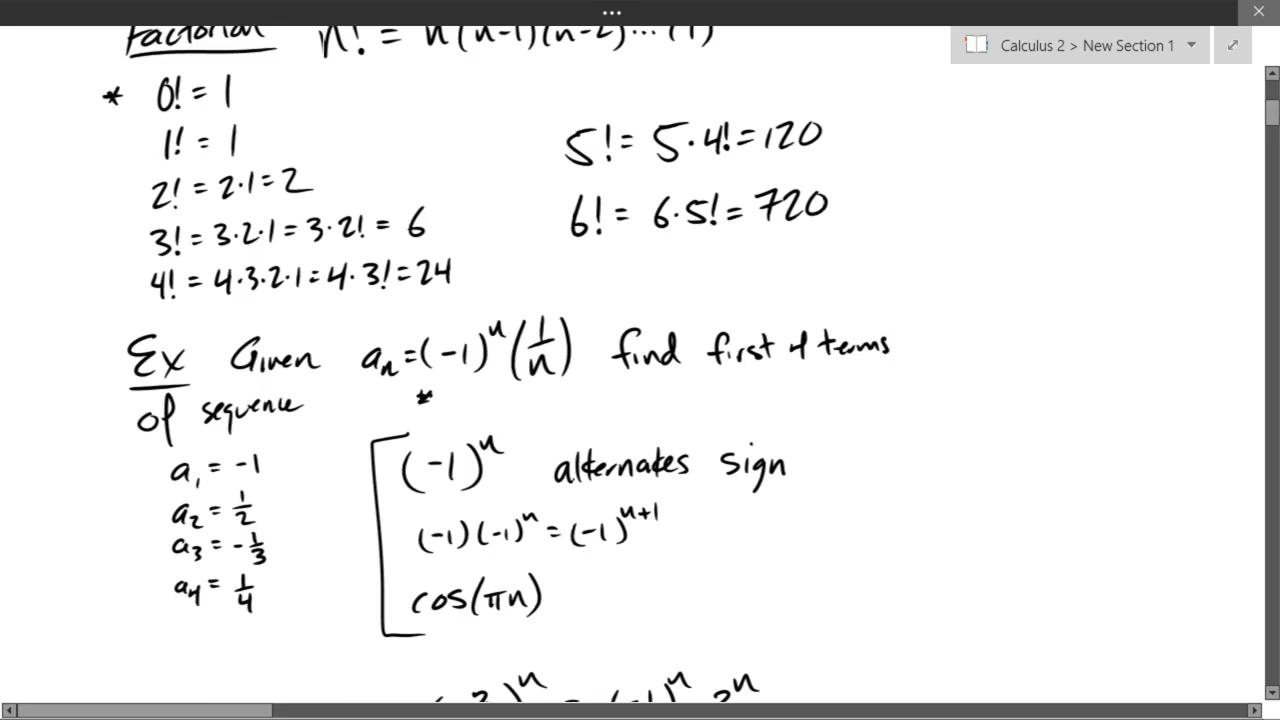 Calculus 2 > New Section 1
Factorial n! = n(n-1)(n-2)...(1)
* 0! = 1
1! = 1
2! = 2·1 = 2
3! = 3·2·1 = 3·2! = 6
4! = 4·3·2·1 = 4·3! = 24
5! = 5·4! = 120
6! = 6·5! = 720
Ex Given aₙ = (-1)ⁿ(1/n) find first 4 terms
*
of sequence
a₁ = -1
a₂ = 1/2
a₃ = -1/3
a₄ = 1/4
(-1)ⁿ alternates sign
(-1)(-1)ⁿ = (-1)ⁿ⁺¹
cos(πn)